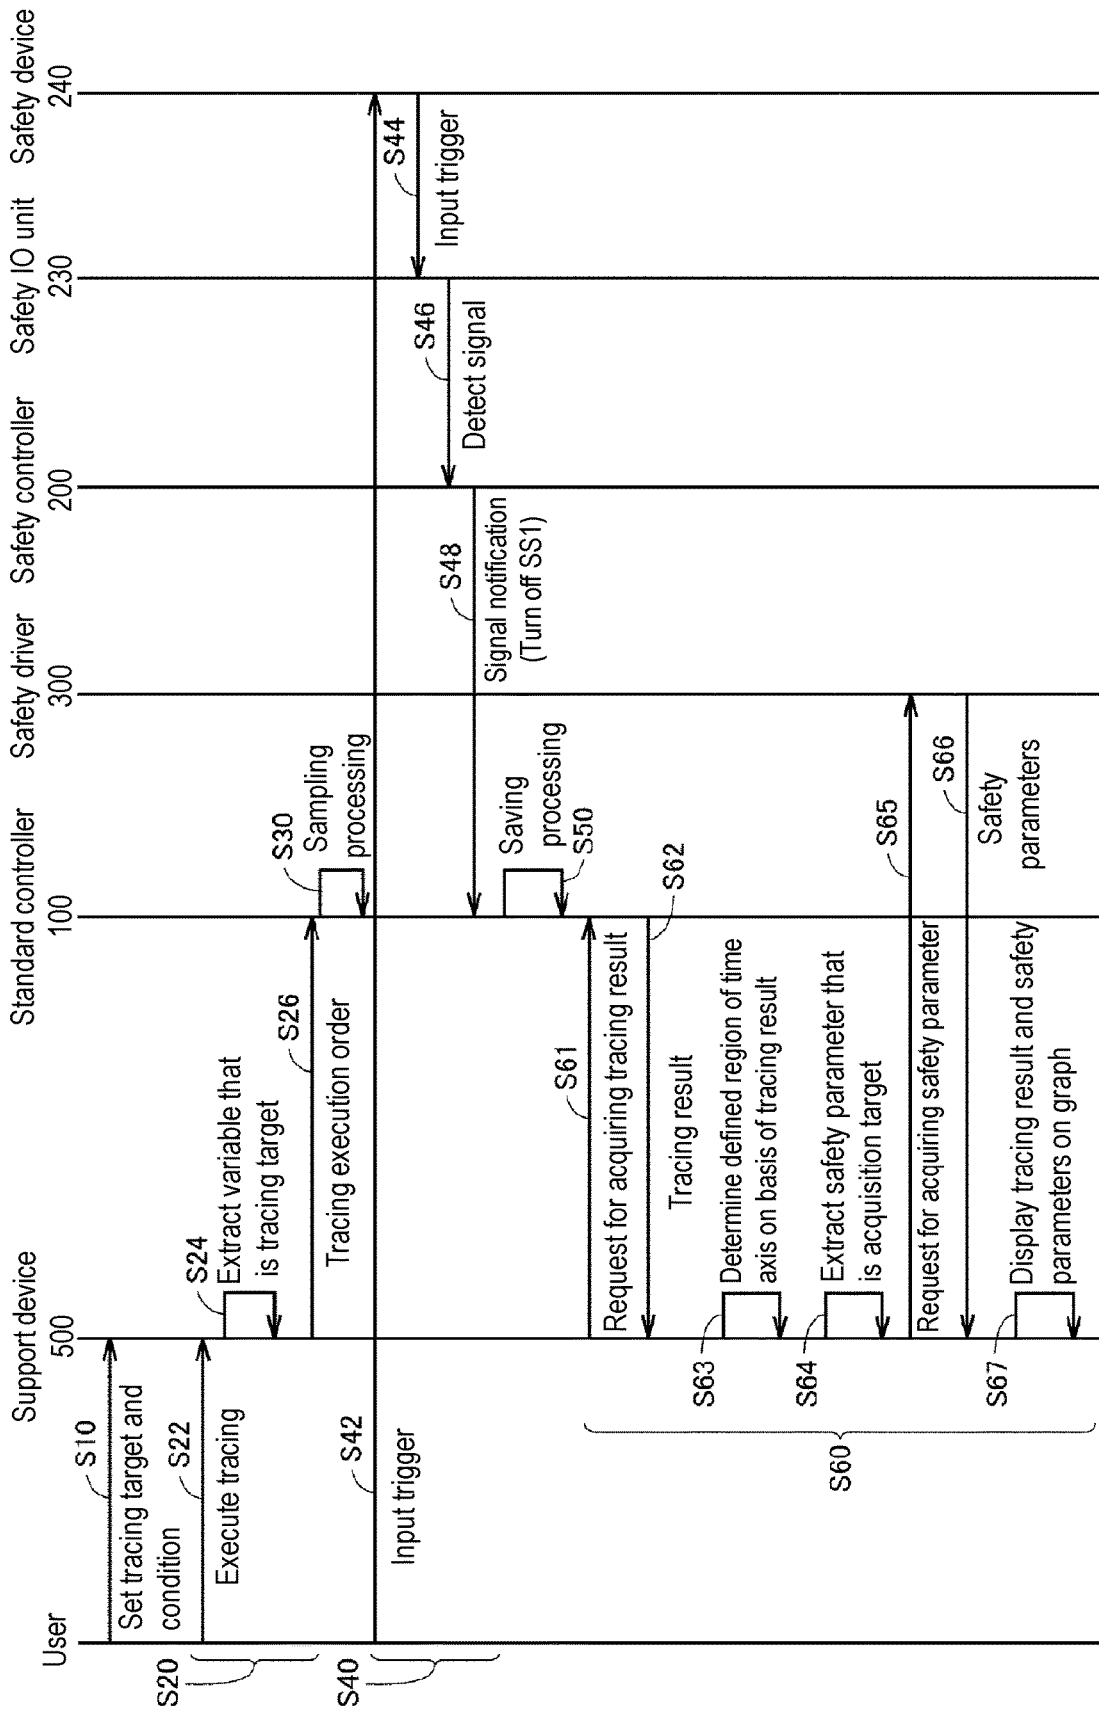 User
Support device
500
Standard controller
100
Safety driver
300
Safety controller
200
Safety IO unit
230
Safety device
240
S10
Set tracing target and
condition
S20
S22
Execute tracing
S24
Extract variable that
is tracing target
S26
Tracing execution order
S30
Sampling
processing
S40
S42
Input trigger
S44
Input trigger
S46
Detect signal
S48
Signal notification
(Turn off SS1)
Saving
processing
S50
S60
S61
Request for acquiring tracing result
S62
Tracing result
S63
Determine defined region of time
axis on basis of tracing result
S64
Extract safety parameter that
is acquisition target
S65
Request for acquiring safety parameter
S66
Safety
parameters
S67
Display tracing result and safety
parameters on graph